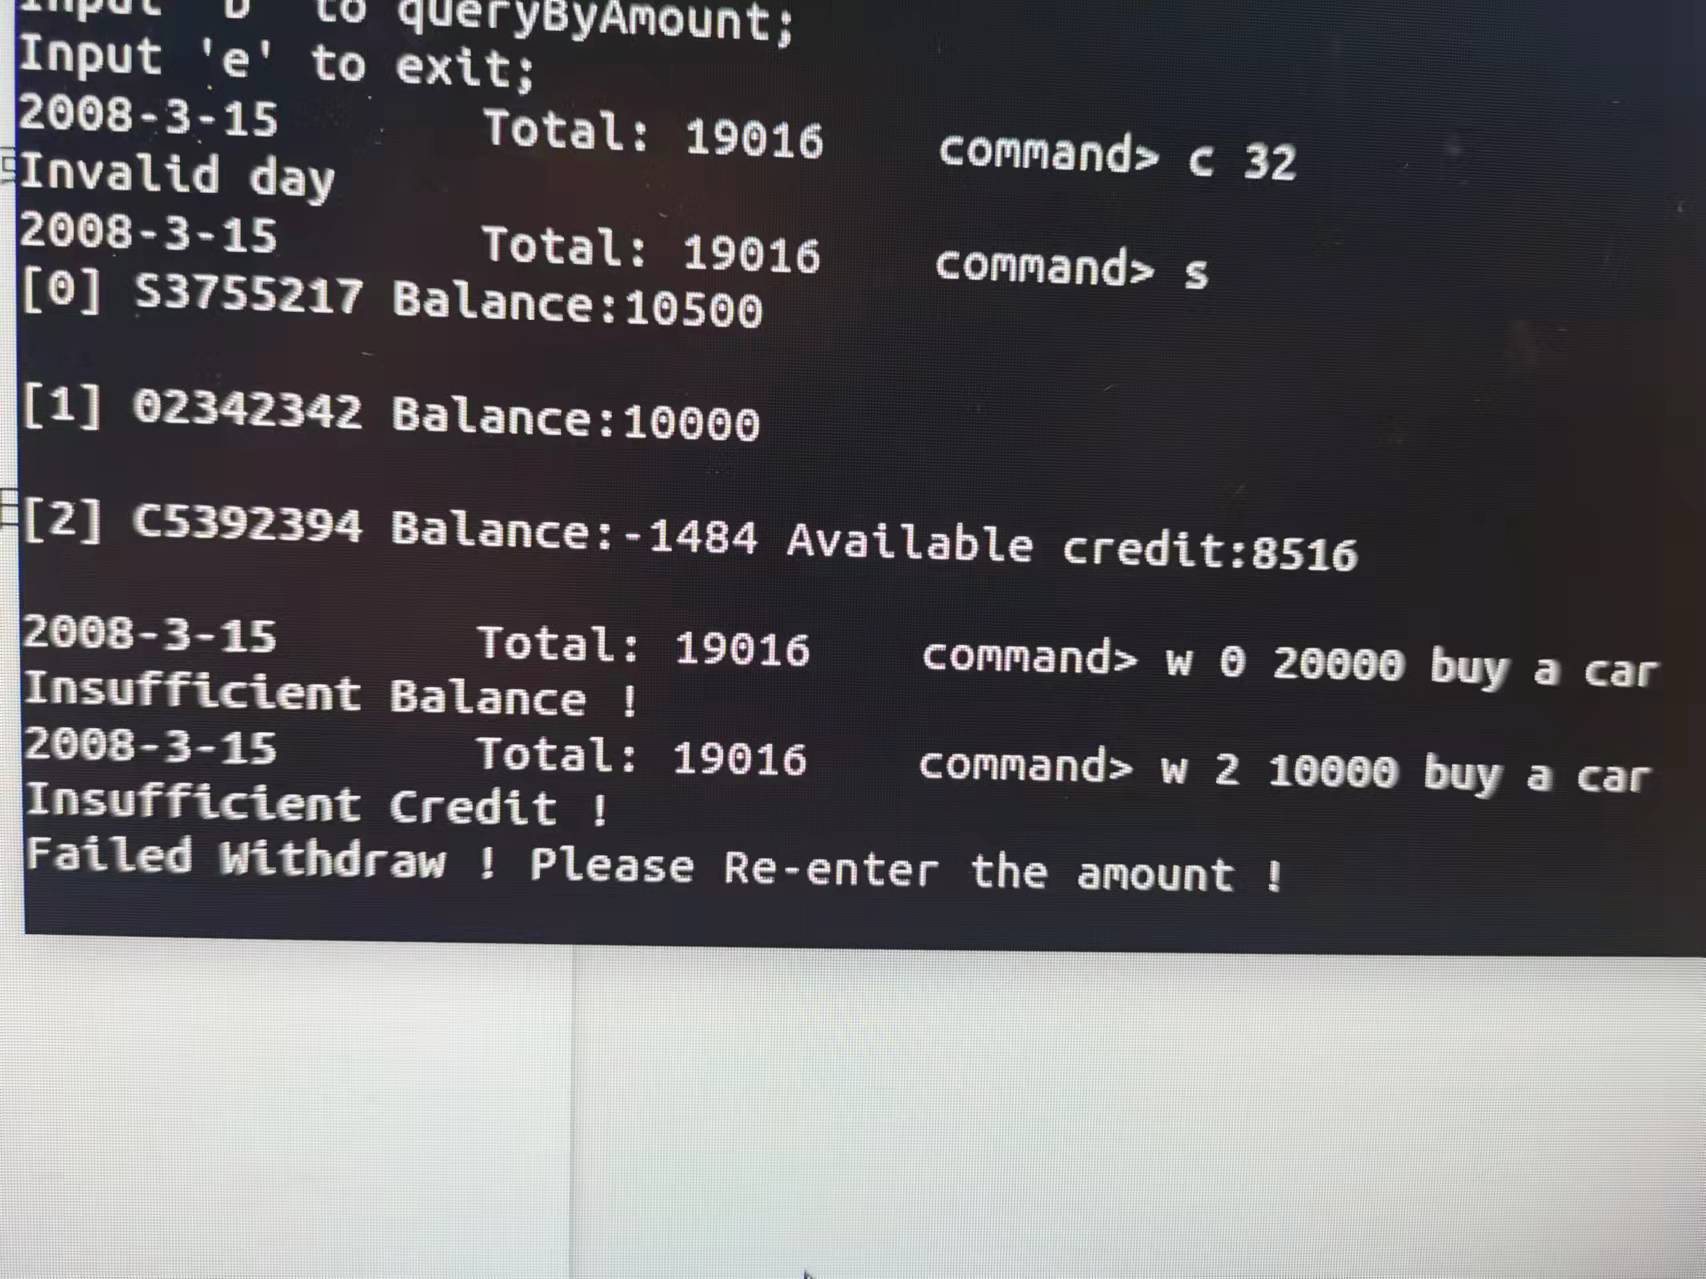 Input 'b' to queryByAmount;
Input 'e' to exit;
2008-3-15 Total: 19016 command> c 32
Invalid day
2008-3-15 Total: 19016 command> s
[0] S3755217 Balance:10500
[1] 02342342 Balance:10000
[2] C5392394 Balance:-1484 Available credit:8516
2008-3-15 Total: 19016 command> w 0 20000 buy a car
Insufficient Balance !
2008-3-15 Total: 19016 command> w 2 10000 buy a car
Insufficient Credit !
Failed Withdraw ! Please Re-enter the amount !